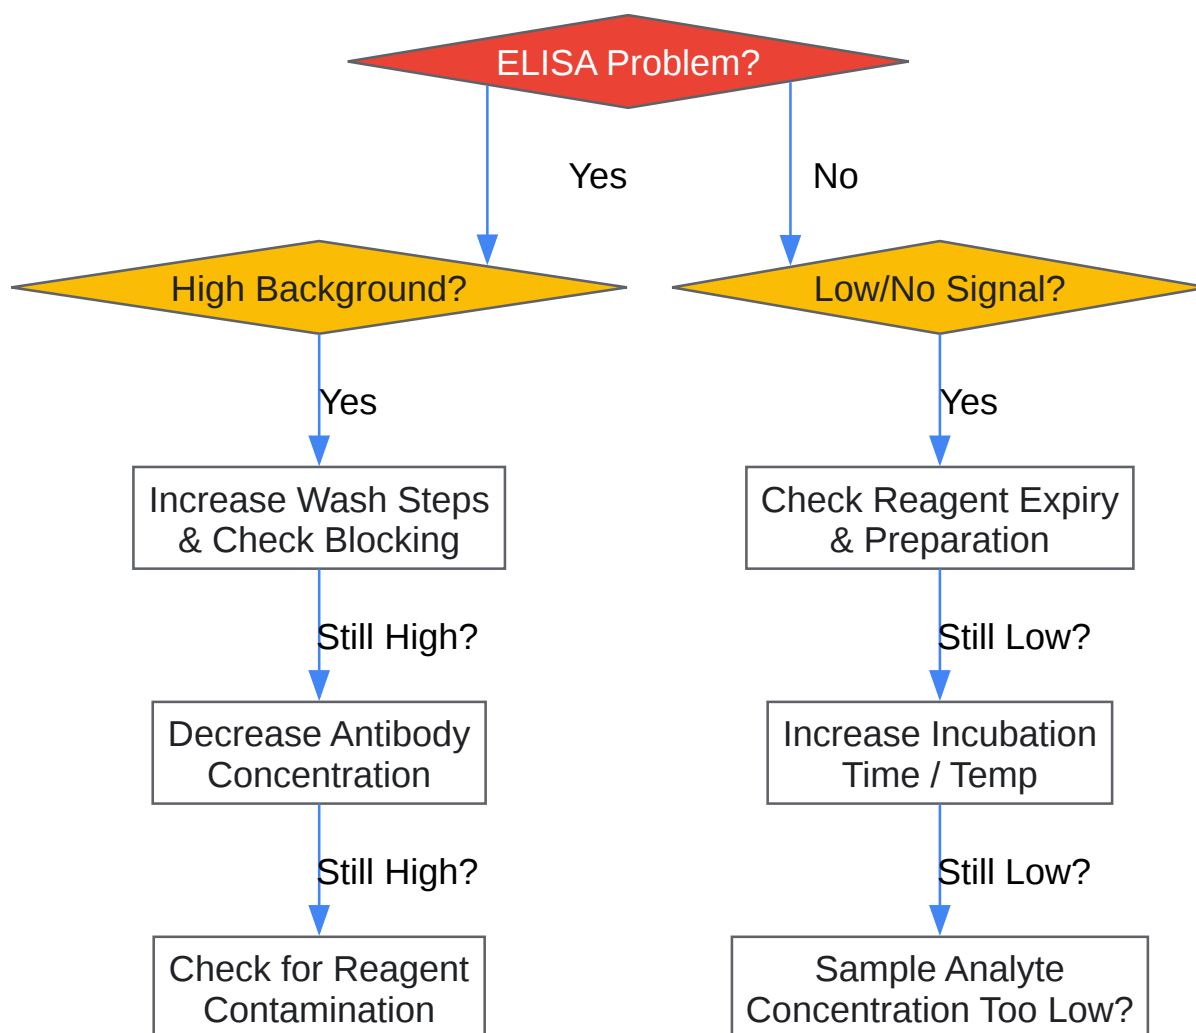 ELISA Problem?
Yes
No
High Background?
Low/No Signal?
Yes
Yes
Increase Wash Steps
& Check Blocking
Check Reagent Expiry
& Preparation
Still High?
Still Low?
Decrease Antibody
Concentration
Increase Incubation
Time / Temp
Still High?
Still Low?
Check for Reagent
Contamination
Sample Analyte
Concentration Too Low?